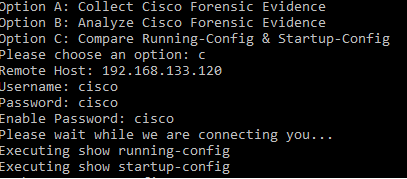 Option A: Collect Cisco Forensic Evidence
Option B: Analyze Cisco Forensic Evidence
Option C: Compare Running-Config & Startup-Config
Please choose an option: c
Remote Host: 192.168.133.120
Username: cisco
Password: cisco
Enable Password: cisco
Please wait while we are connecting you...
Executing show running-config
Executing show startup-config